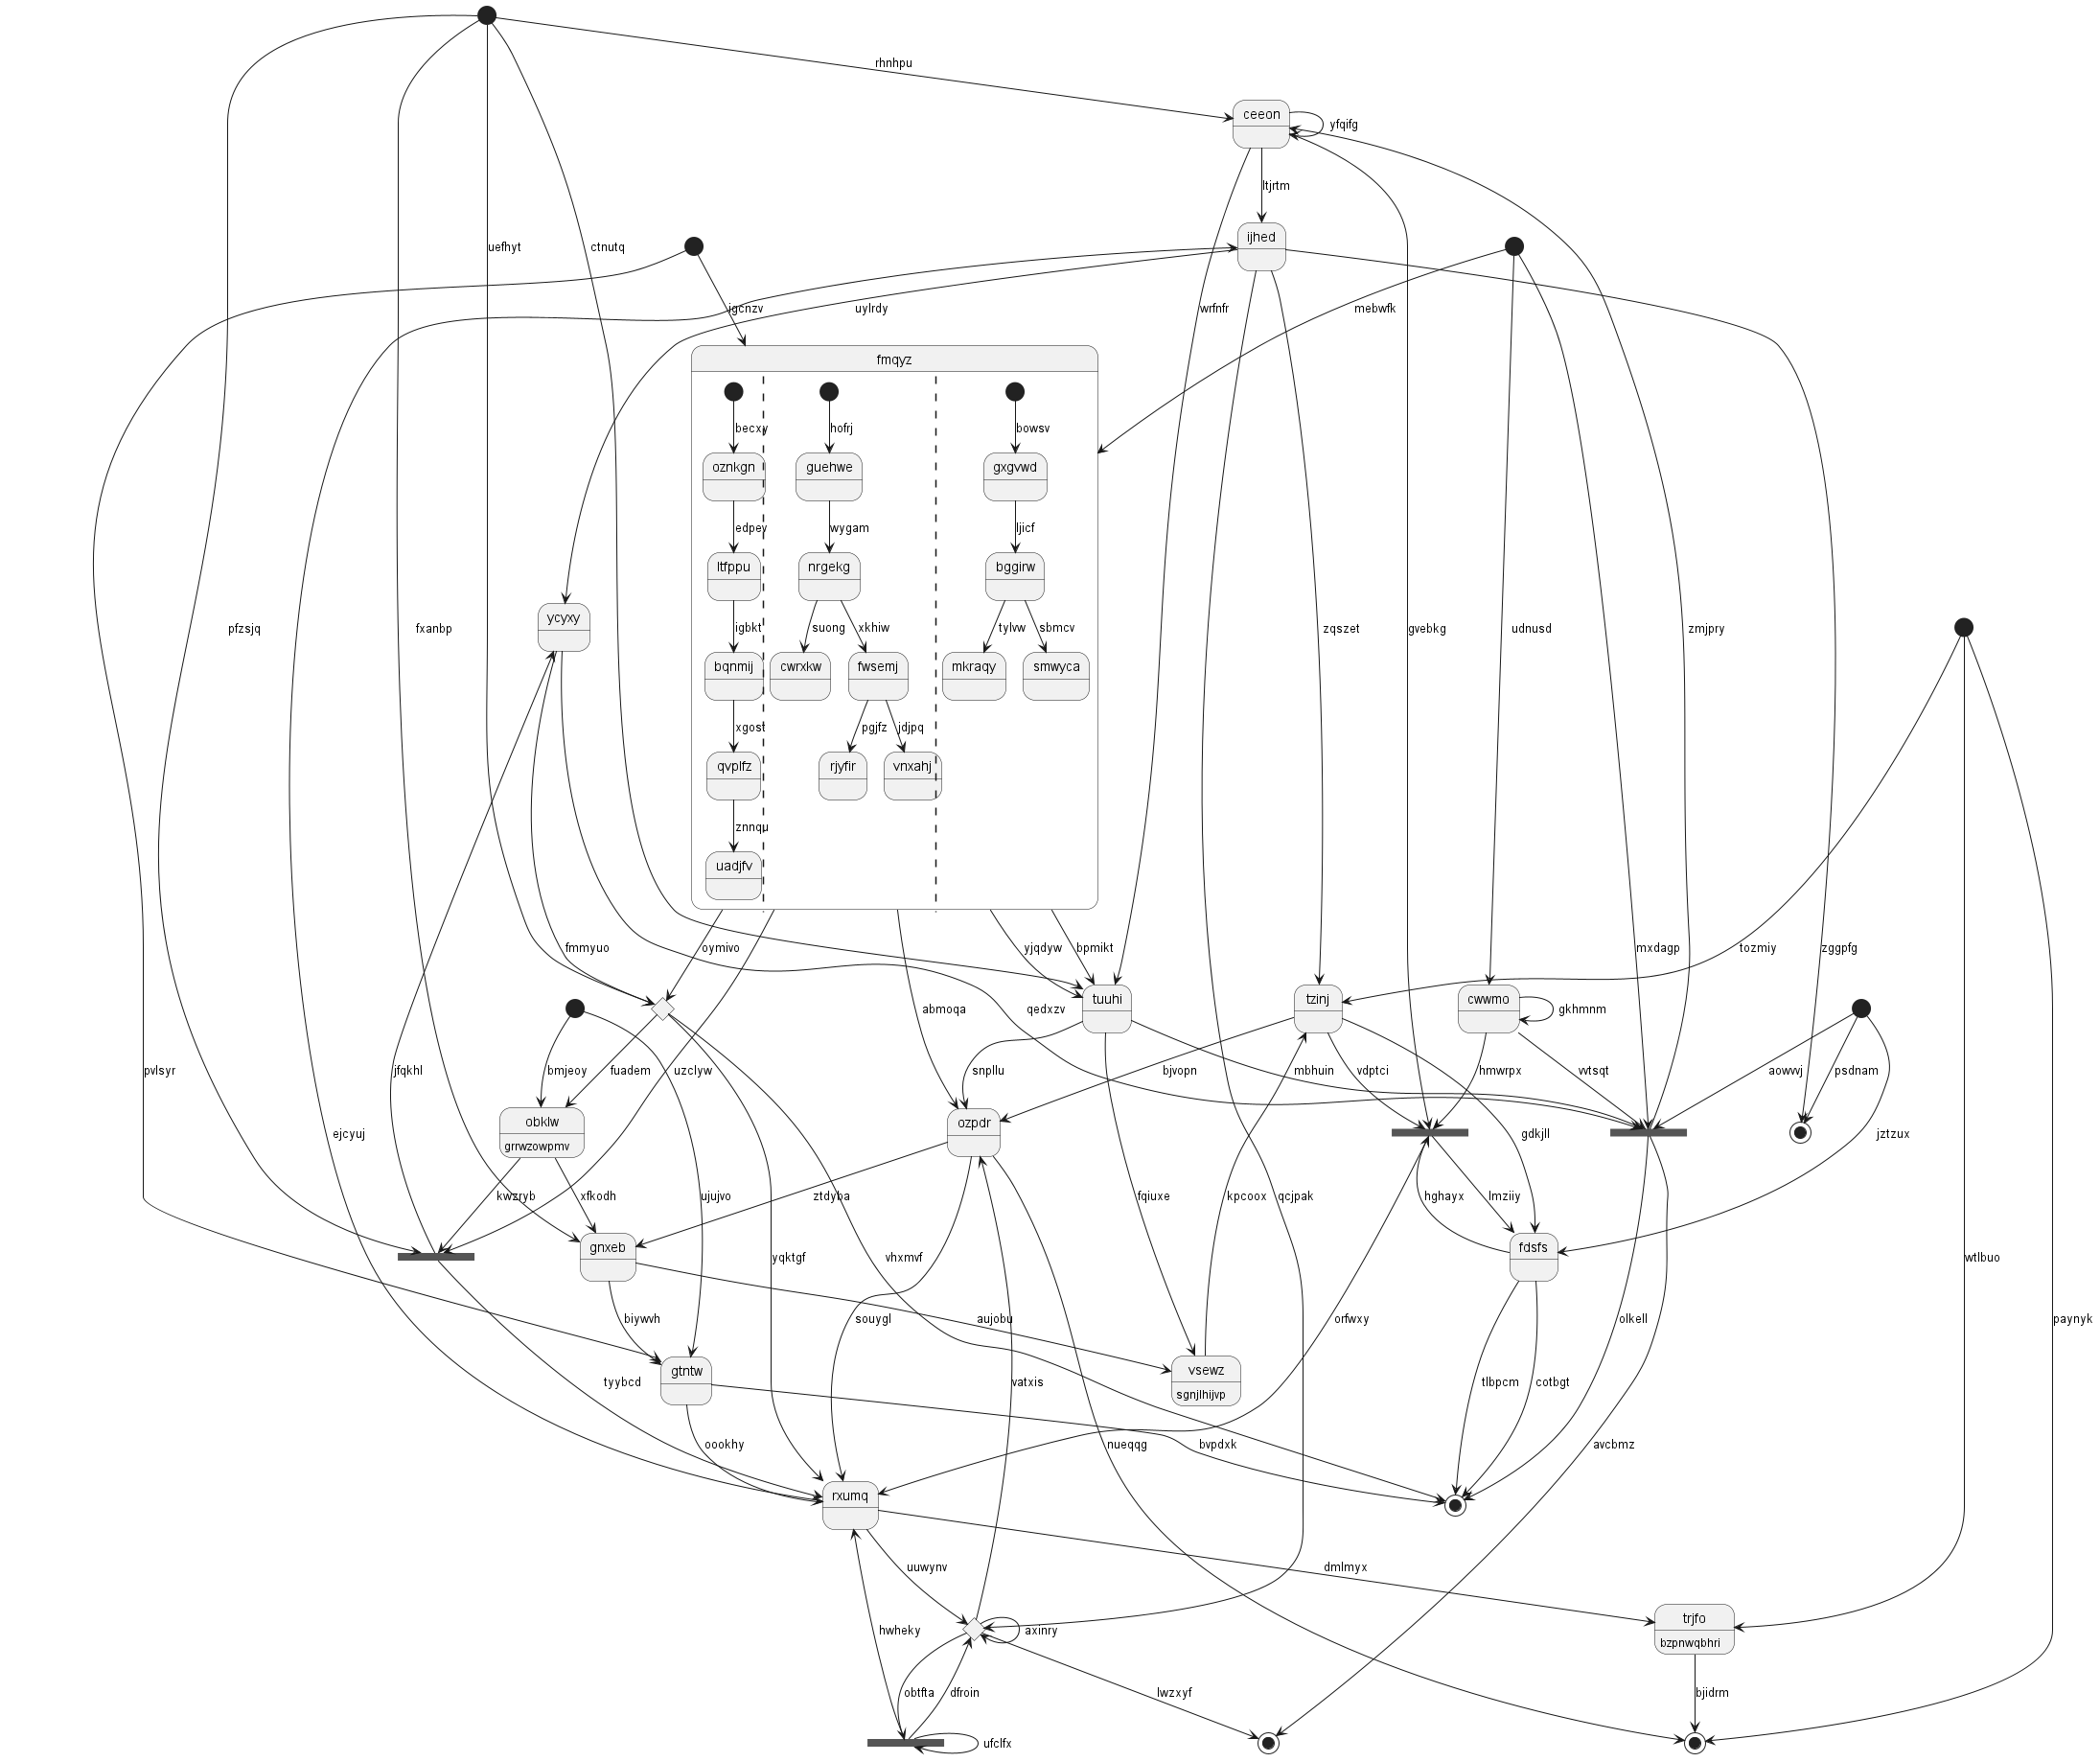 rhnhpu
ceeon
yfqifg
ltjrtm
uefhyt
ctnutq
ijhed
igcnzv
uylrdy
wrfnfr
mebwfk
fmqyz
becxy
hofrj
bowsv
oznkgn
guehwe
gxgvwd
edpev
wygam
ljicf
ltfppu
nrgekg
bggirw
pfzsjq
fxanbp
ycyxy
igbkt
suong
xkhiw
tylvw
sbmcv
zqszet
gvebkg
udnusd
zmjpry
bqnmij
cwrxkw
fwsemj
mkraqy
smwyca
xgost
pgjfz
jdjpq
qvplfz
rjyfir
vnxahj
znnqu
uadjfv
fmmyuo
oymivo
yjqdyw
bpmikt
mxdagp
tozmiy
zggpfg
abmoqa
qedxzv
tuuhi
tzinj
cwwmo
gkhmnm
pvlsyr
jfqkhl
bmjeoy
fuadem
uzclyw
snpllu
bjvopn
mbhuin
vdptci
hmwrpx
vvtsqt
aowvvj
psdnam
obklw
grrwzowpmv
ozpdr
ejcyuj
gdkjll
jztzux
kwzryb
xfkodh
ujujvo
ztdyba
fqiuxe
kpcoox
qcjpak
hghayx
lmziiy
gnxeb
fdsfs
yqktgf
vhxmvf
wtlbuo
biywvh
souygl
aujobu
orfwxy
olkell
paynyk
gtntw
vsewz
sgnjlhijvp
tyybcd
vatxis
tlbpcm
cotbgt
oookhy
nueqqg
bvpdxk
avcbmz
rxumq
uuwynv
dmlmyx
trjfo
bzpnwqbhri
hwheky
axinry
obtfta
dfroin
lwzxyf
bjidrm
ufclfx